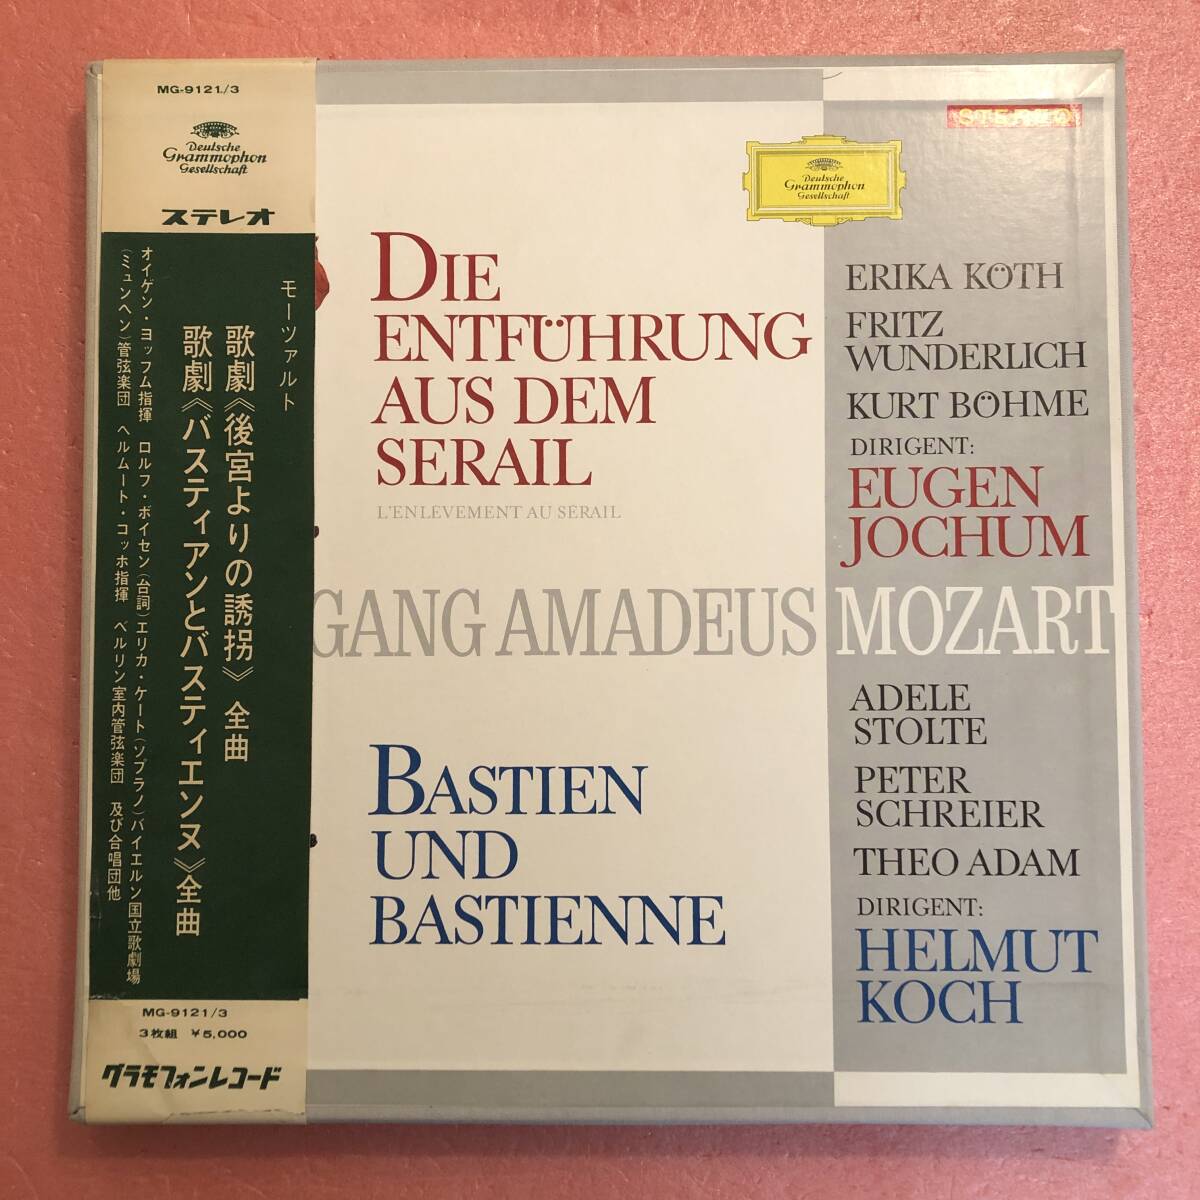 MG-9121/3
Deutsche
Grammophon
Gesellschaft
ステレオ
モーツァルト
歌劇《後宮よりの誘拐》全曲
歌劇《バスティアンとバスティエンヌ》全曲
オイゲン・ヨッフム指揮 ロルフ・ボイセン(台詞)エリカ・ケート(ソプラノ)バイエルン国立歌劇場
(ミュンヘン)管弦楽団 ヘルムート・コッホ指揮 ベルリン室内管弦楽団 及び合唱団他
MG-9121/3
3枚組 ¥5,000
グラモフォンレコード
STEREO
Deutsche
Grammophon
Gesellschaft
DIE
ENTFÜHRUNG
AUS DEM
SERAIL
L'ENLEVEMENT AU SÉRAIL
ERIKA KÖTH
FRITZ
WUNDERLICH
KURT BÖHME
DIRIGENT:
EUGEN
JOCHUM
GANG AMADEUS MOZART
BASTIEN
UND
BASTIENNE
ADELE
STOLTE
PETER
SCHREIER
THEO ADAM
DIRIGENT:
HELMUT
KOCH